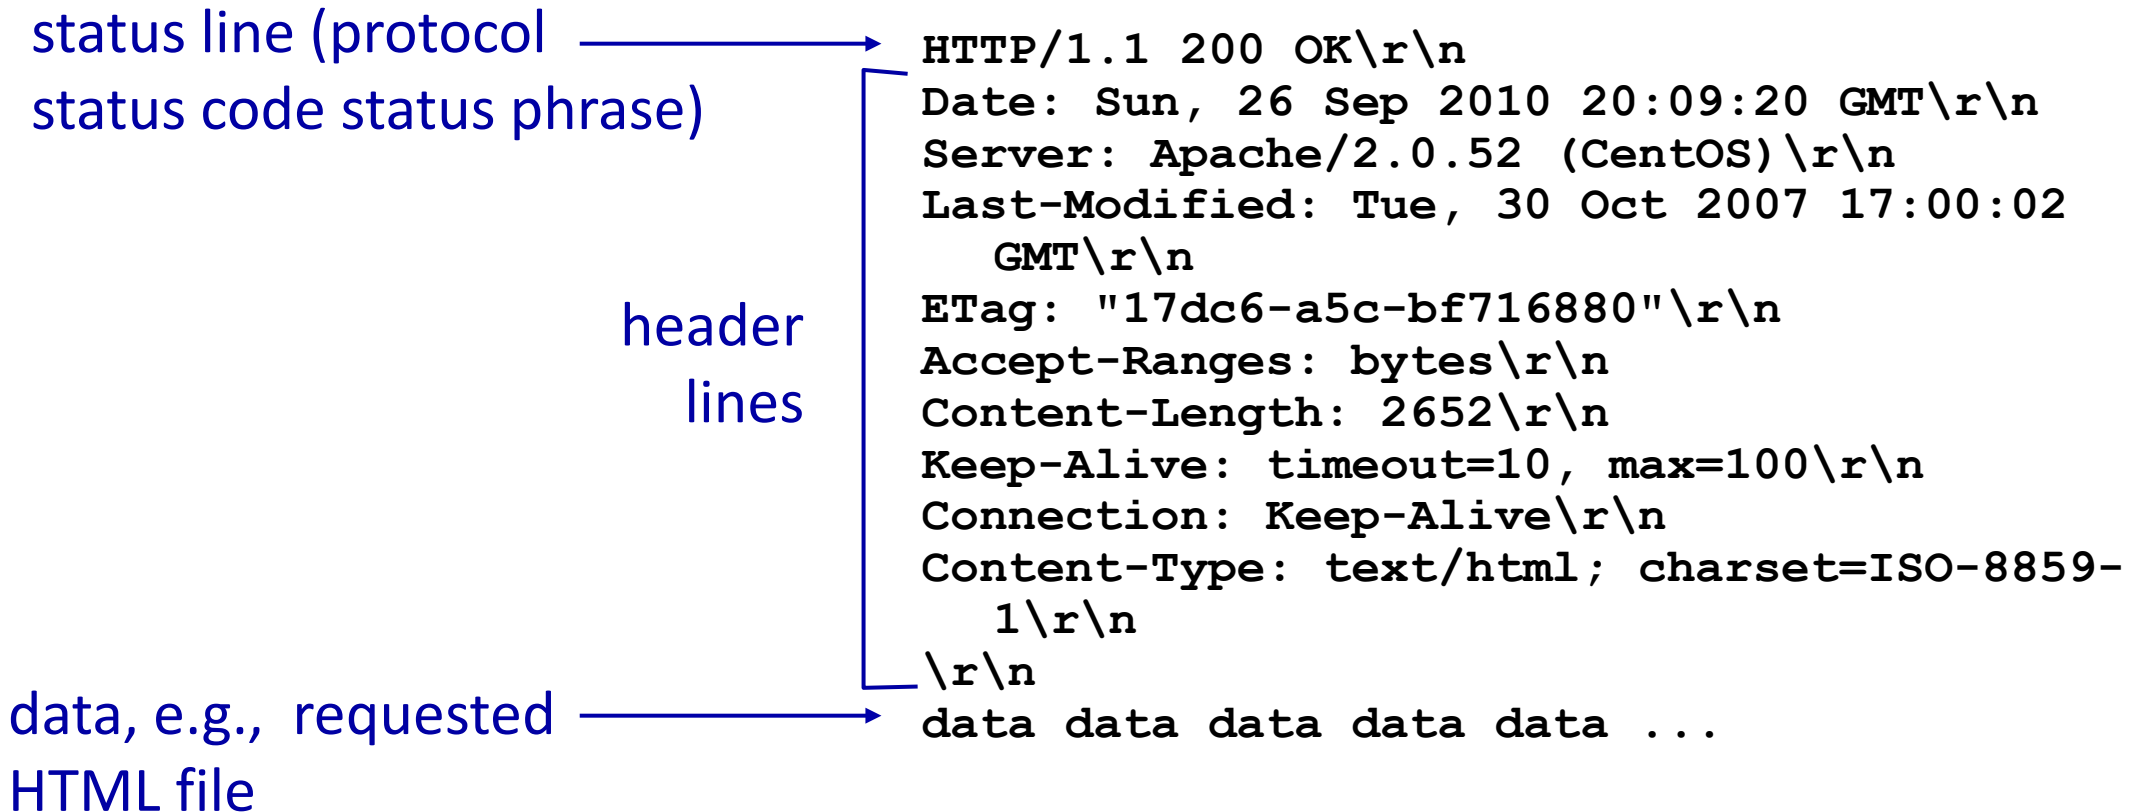 status line (protocol
status code status phrase)
header
lines
data, e.g., requested
HTML file
HTTP/1.1 200 OK\r\n
Date: Sun, 26 Sep 2010 20:09:20 GMT\r\n
Server: Apache/2.0.52 (CentOS)\r\n
Last-Modified: Tue, 30 Oct 2007 17:00:02
GMT\r\n
ETag: "17dc6-a5c-bf716880"\r\n
Accept-Ranges: bytes\r\n
Content-Length: 2652\r\n
Keep-Alive: timeout=10, max=100\r\n
Connection: Keep-Alive\r\n
Content-Type: text/html; charset=ISO-8859-
1\r\n
\r\n
data data data data data ...